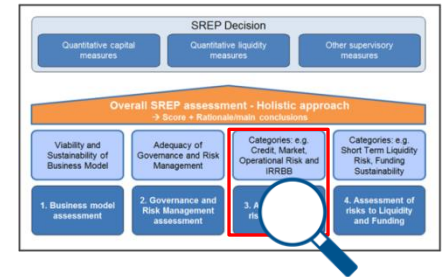 SREP Decision
Quantitative capital
measures
Quantitative liquidity
measures
Other supervisory
measures
Overall SREP assessment - Holistic approach
→ Score + Rationale/main conclusions
Viability and
Sustainability of
Business Model
Adequacy of
Governance and Risk
Management
Categories: e.g.
Credit, Market,
Operational Risk and
IRRBB
Categories: e.g.
Short Term Liquidity
Risk, Funding
Sustainability
1. Business model
assessment
2. Governance and
Risk Management
assessment
3. A
ris
4. Assessment of
risks to Liquidity
and Funding